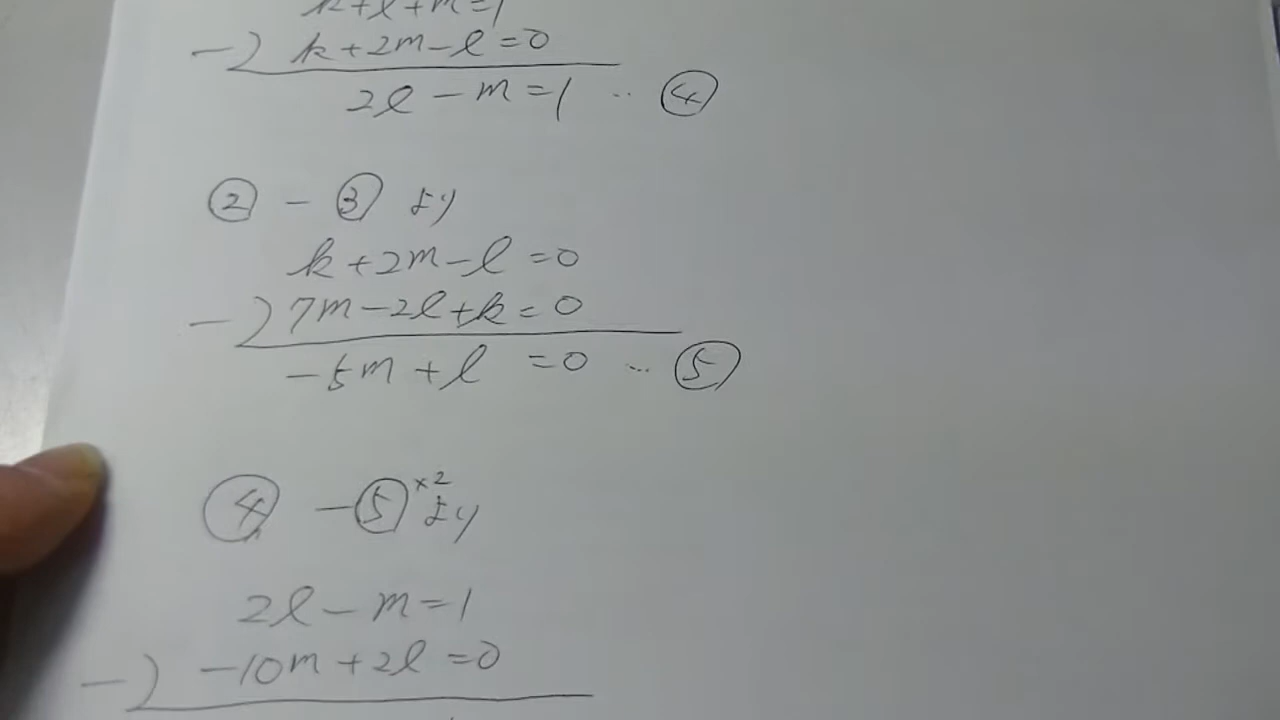 k+l+m=1
-) k+2m-l=0
2l-m=1 ‥ ④
② - ③ より
k+2m-l=0
-) 7m-2l+k=0
-5m+l =0 … ⑤
④ -⑤×2 より
2l-m=1
-) -10m+2l=0